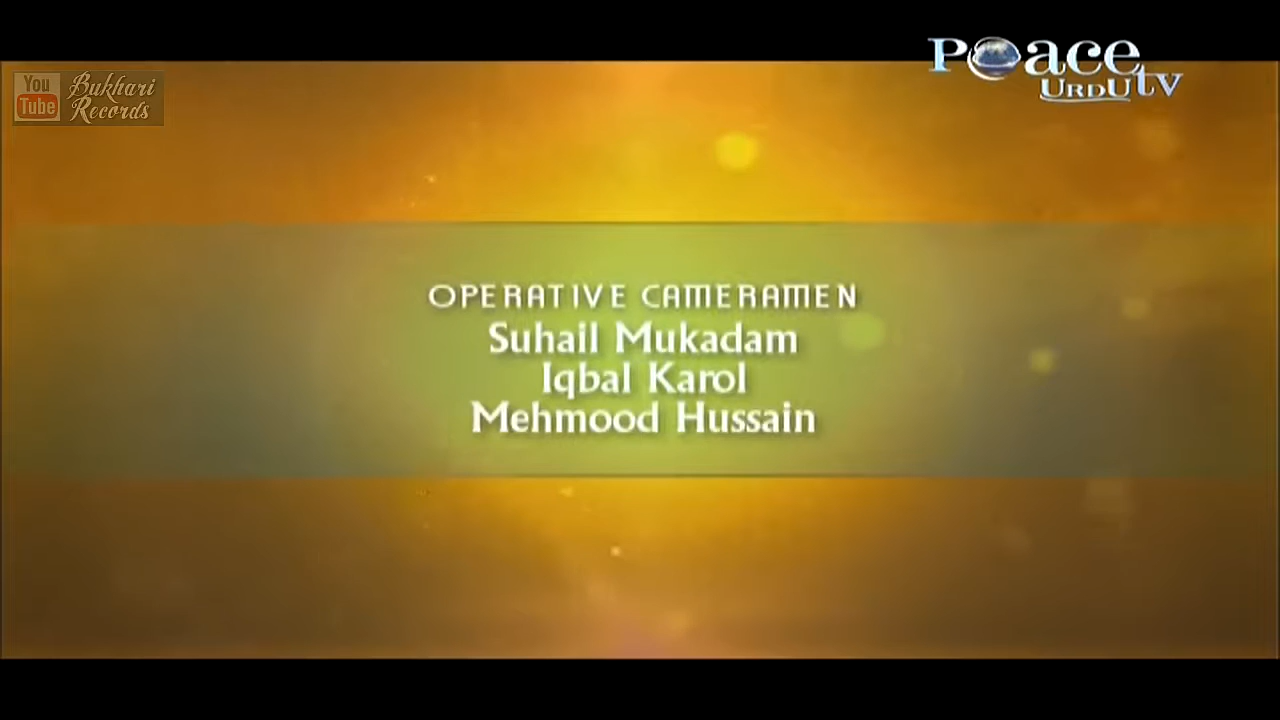 You Tube
Bukhari Records
Peace
URDU tv
OPERATIVE CAMERAMEN
Suhail Mukadam
Iqbal Karol
Mehmood Hussain